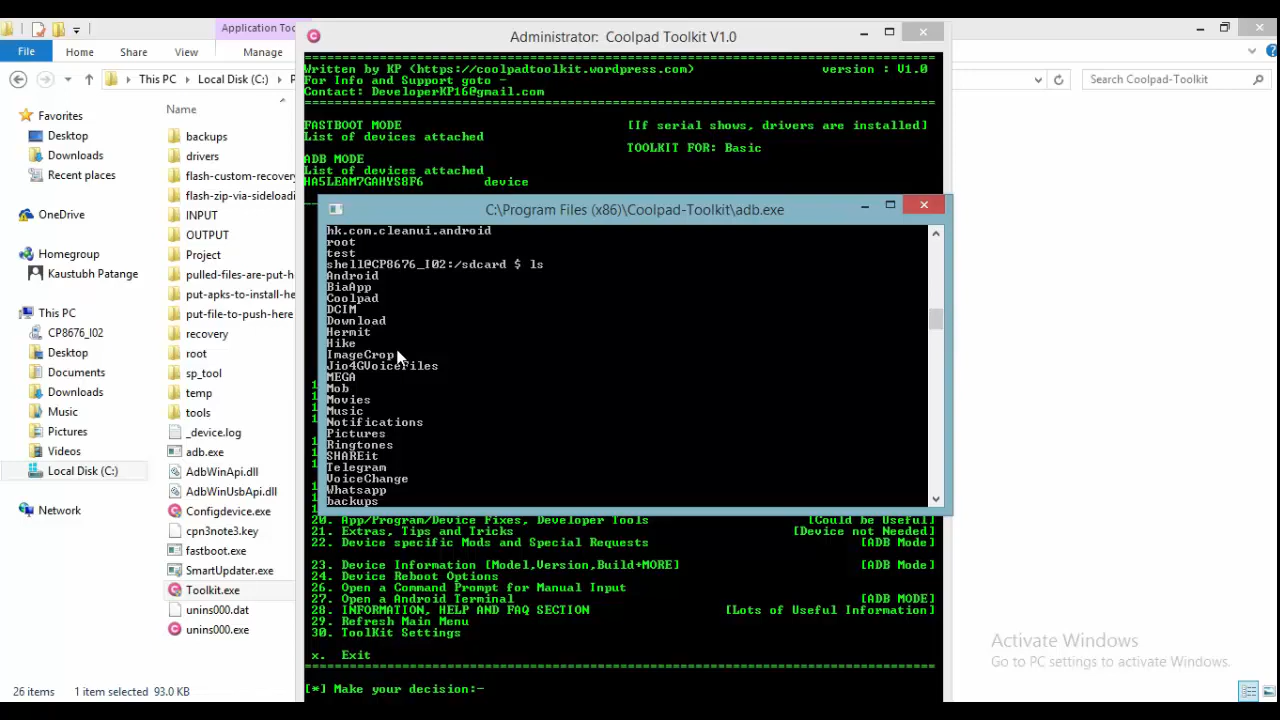 Application Too
File
Home
Share
View
Manage
This PC
Local Disk (C:)
P
Search Coolpad-Toolkit
Name
Favorites
Desktop
Downloads
Recent places
OneDrive
Homegroup
Kaustubh Patange
This PC
CP8676_I02
Desktop
Documents
Downloads
Music
Pictures
Videos
Local Disk (C:)
Network
backups
drivers
flash-custom-recovery
flash-zip-via-sideload
INPUT
OUTPUT
Project
pulled-files-are-put-h
put-apks-to-install-here
put-file-to-push-here
recovery
root
sp_tool
temp
tools
_device.log
adb.exe
AdbWinApi.dll
AdbWinUsbApi.dll
Configdevice.exe
cpn3note3.key
fastboot.exe
SmartUpdater.exe
Toolkit.exe
unins000.dat
unins000.exe
26 items 1 item selected 93.0 KB
Administrator: Coolpad Toolkit V1.0
Written by KP (https://coolpadtoolkit.wordpress.com) version : V1.0
For Info and Support goto -
Contact: DeveloperKP16@gmail.com
FASTBOOT MODE [If serial shows, drivers are installed]
List of devices attached
TOOLKIT FOR: Basic
ADB MODE
List of devices attached
HA5LEAM7GAHYS8F6 device
C:\Program Files (x86)\Coolpad-Toolkit\adb.exe
hk.com.cleanui.android
root
test
shell@CP8676_I02:/sdcard $ ls
Android
BiaApp
Coolpad
DCIM
Download
Hermit
Hike
ImageCrop
Jio4GVoiceFiles
MEGA
Mob
Movies
Music
Notifications
Pictures
Ringtones
SHAREit
Telegram
VoiceChange
Whatsapp
backups
20. App/Program/Device Fixes, Developer Tools [Could be Useful]
21. Extras, Tips and Tricks [Device not Needed]
22. Device specific Mods and Special Requests [ADB Mode]
23. Device Information [Model,Version,Build+MORE] [ADB Mode]
24. Device Reboot Options
26. Open a Command Prompt for Manual Input
27. Open a Android Terminal [ADB MODE]
28. INFORMATION, HELP AND FAQ SECTION [Lots of Useful Information]
29. Refresh Main Menu
30. ToolKit Settings
x. Exit
[*] Make your decision:-
Activate Windows
Go to PC settings to activate Windows.